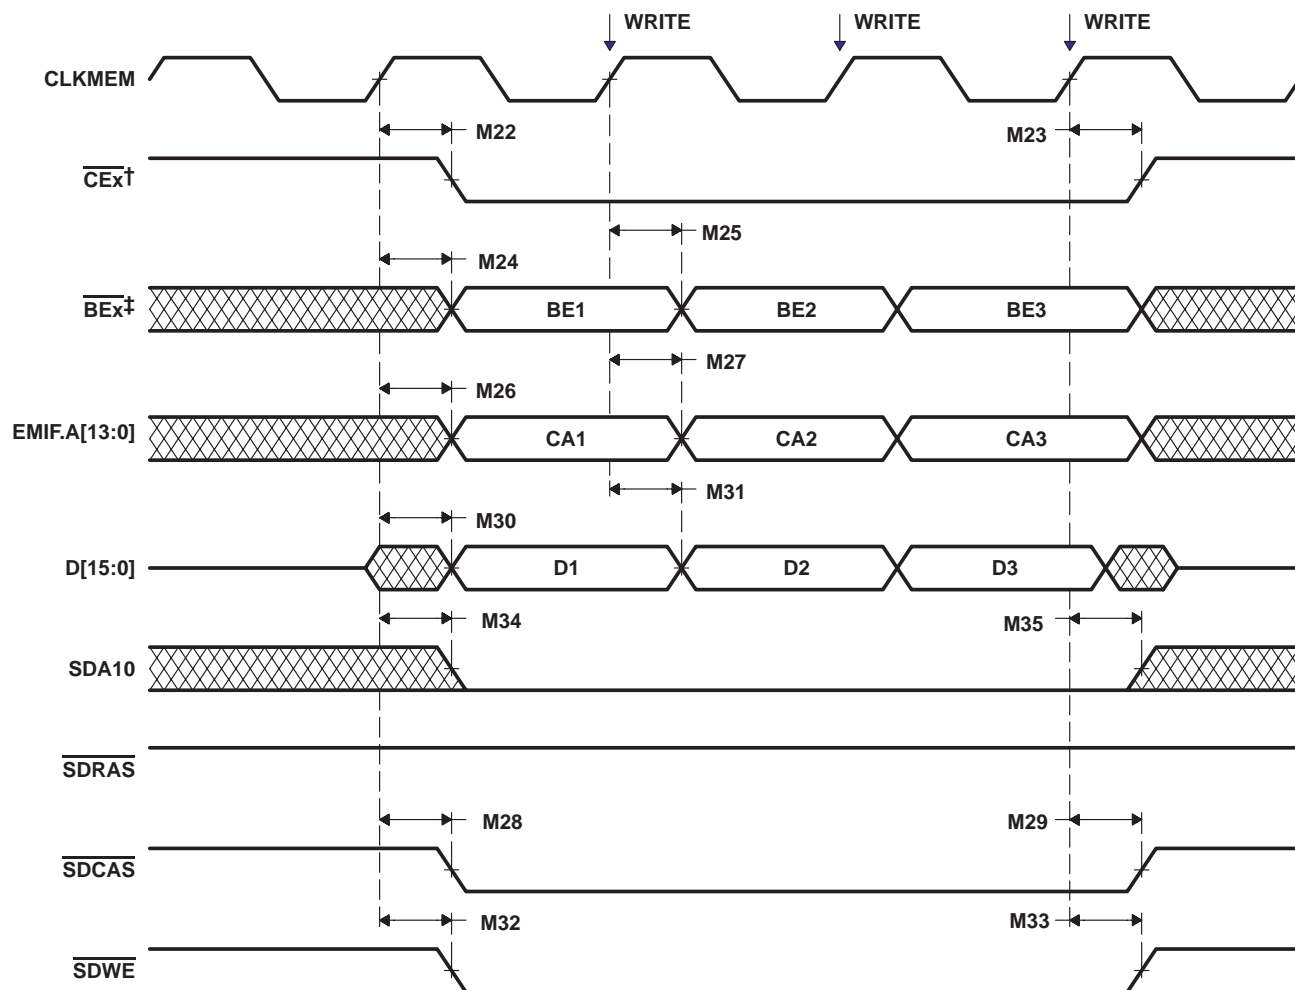 WRITE WRITE WRITE
CLKMEM
M22 M23
CEx†
M25
M24
BEx‡ BE1 BE2 BE3
M27
M26
EMIF.A[13:0] CA1 CA2 CA3
M31
M30
D[15:0] D1 D2 D3
M34 M35
SDA10
SDRAS
M28 M29
SDCAS
M32 M33
SDWE